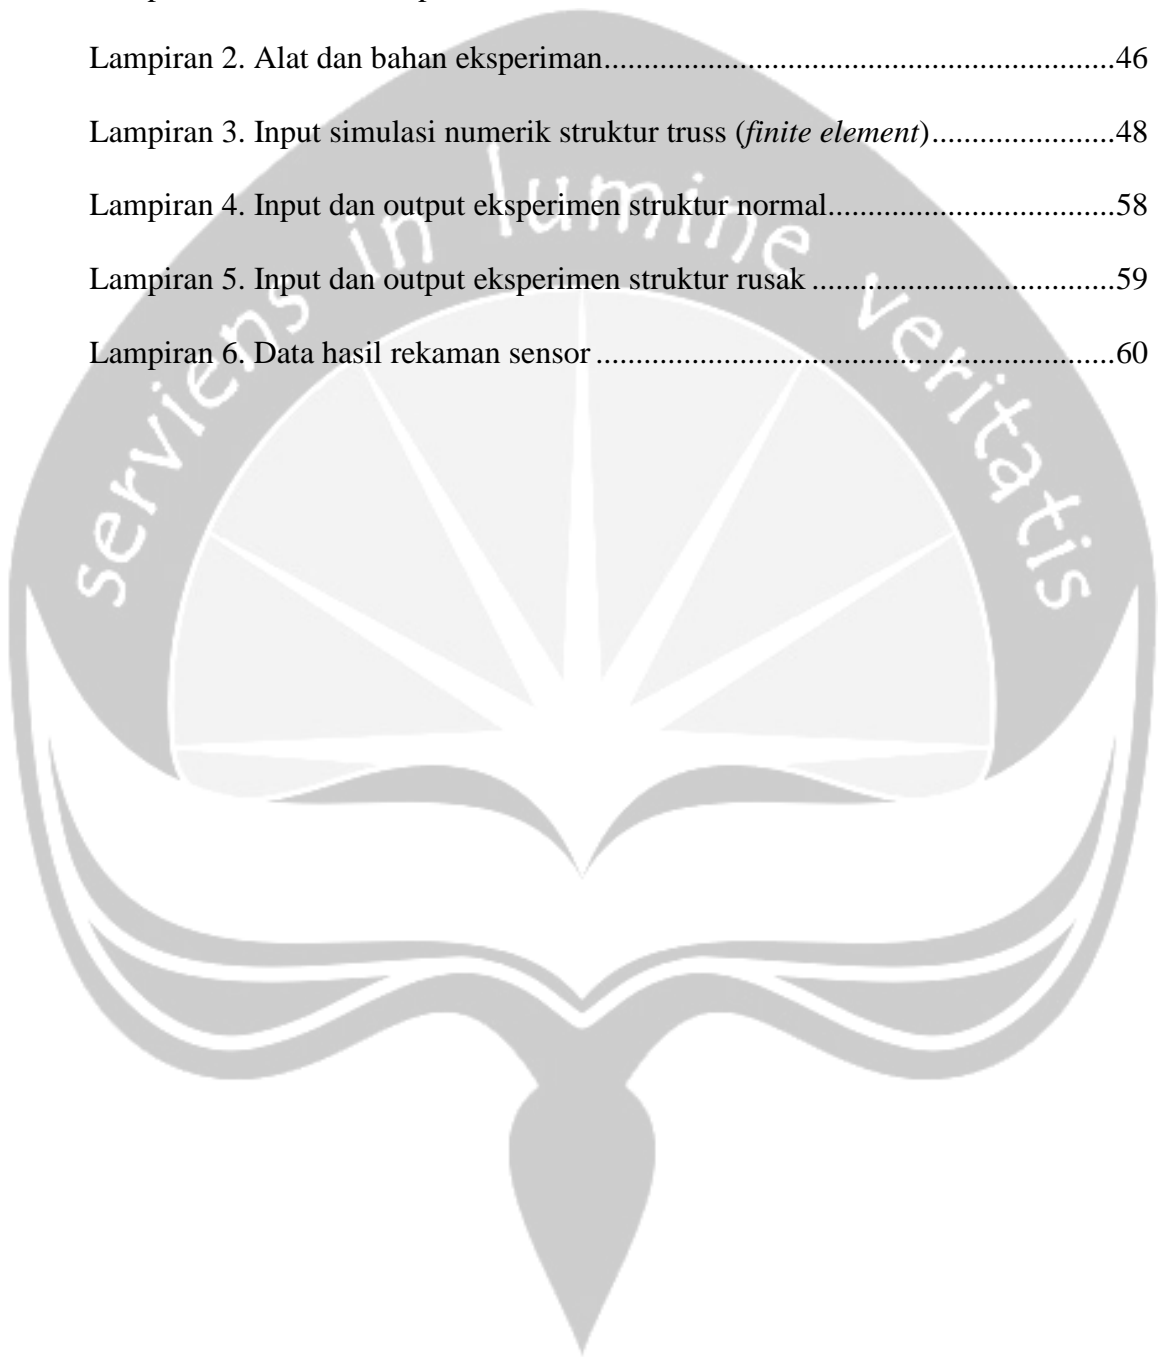 Lampiran 2. Alat dan bahan eksperiman................................................................46
Lampiran 3. Input simulasi numerik struktur truss (finite element).......................48
Lampiran 4. Input dan output eksperimen struktur normal....................................58
Lampiran 5. Input dan output eksperimen struktur rusak ......................................59
Lampiran 6. Data hasil rekaman sensor .................................................................60
serviens in lumine veritatis